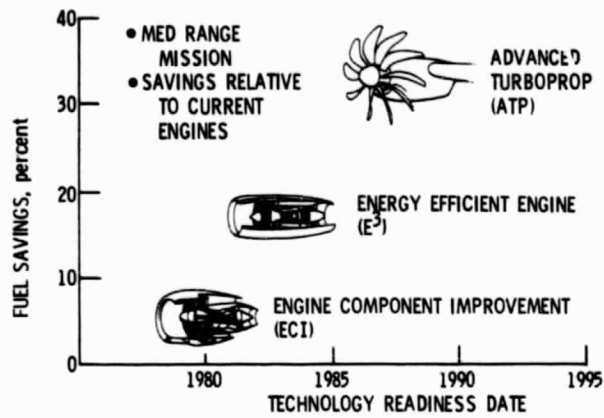 40
30
20
10
0
FUEL SAVINGS, percent
• MED RANGE
MISSION
• SAVINGS RELATIVE
TO CURRENT
ENGINES
ADVANCED
TURBOPROP
(ATP)
ENERGY EFFICIENT ENGINE
(E³)
ENGINE COMPONENT IMPROVEMENT
(ECI)
1980 1985 1990 1995
TECHNOLOGY READINESS DATE